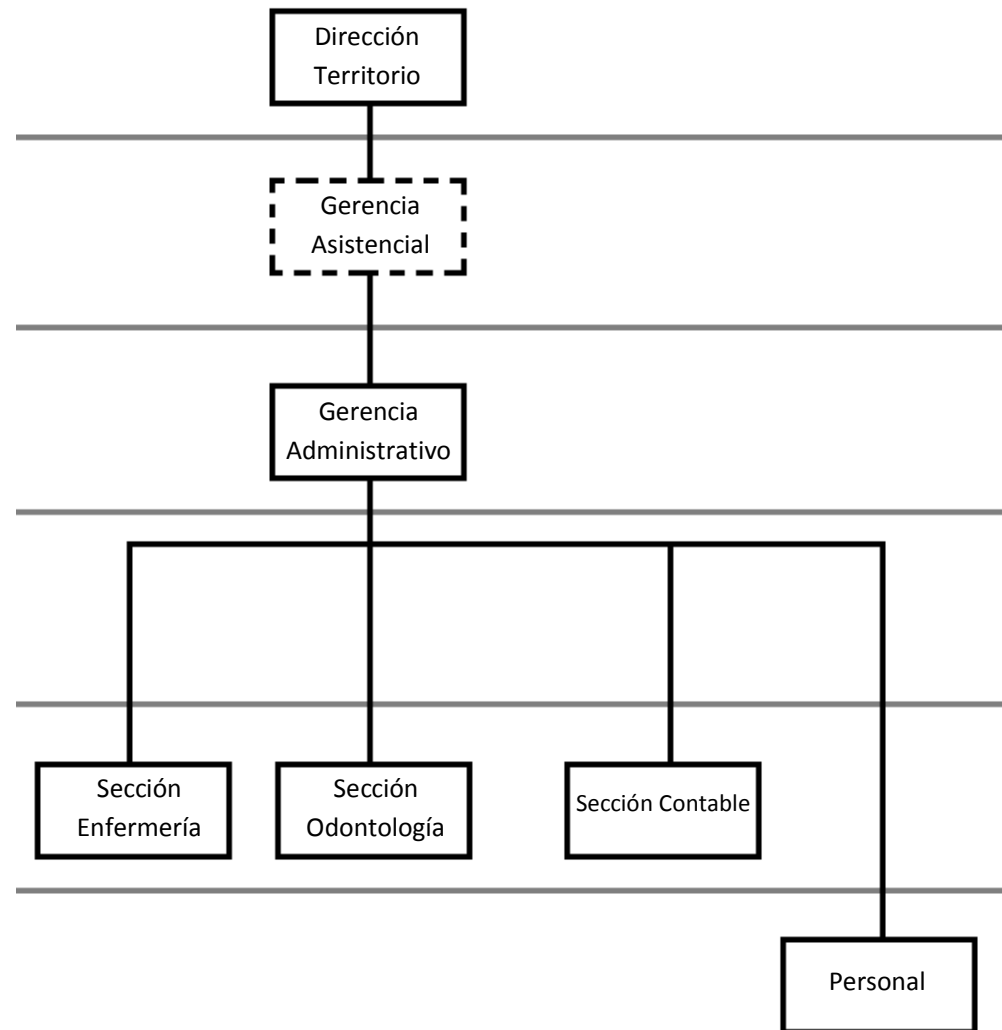 Dirección
Territorio
Gerencia
Asistencial
Gerencia
Administrativo
Sección
Enfermería
Sección
Odontología
Sección Contable
Personal